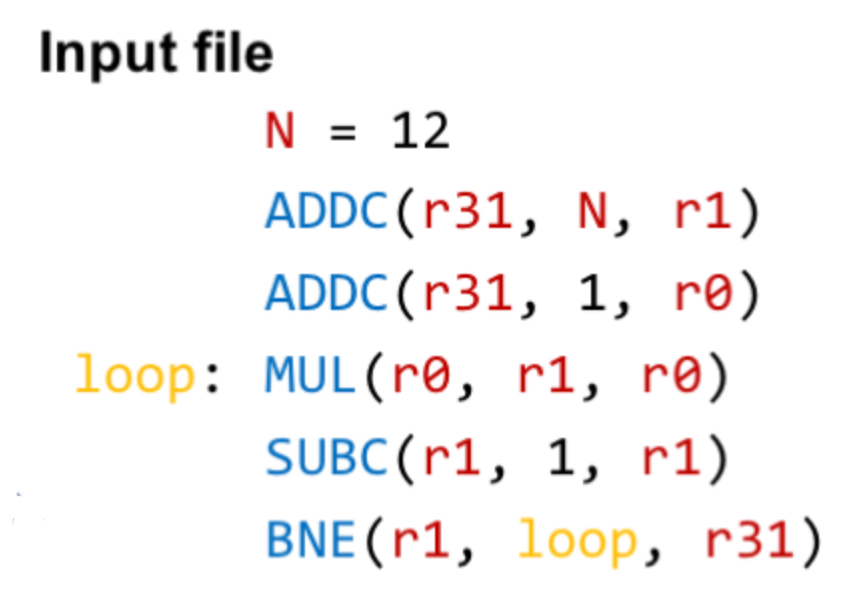 Input file
N = 12
ADDC(r31, N, r1)
ADDC(r31, 1, r0)
loop: MUL(r0, r1, r0)
SUBC(r1, 1, r1)
BNE(r1, loop, r31)